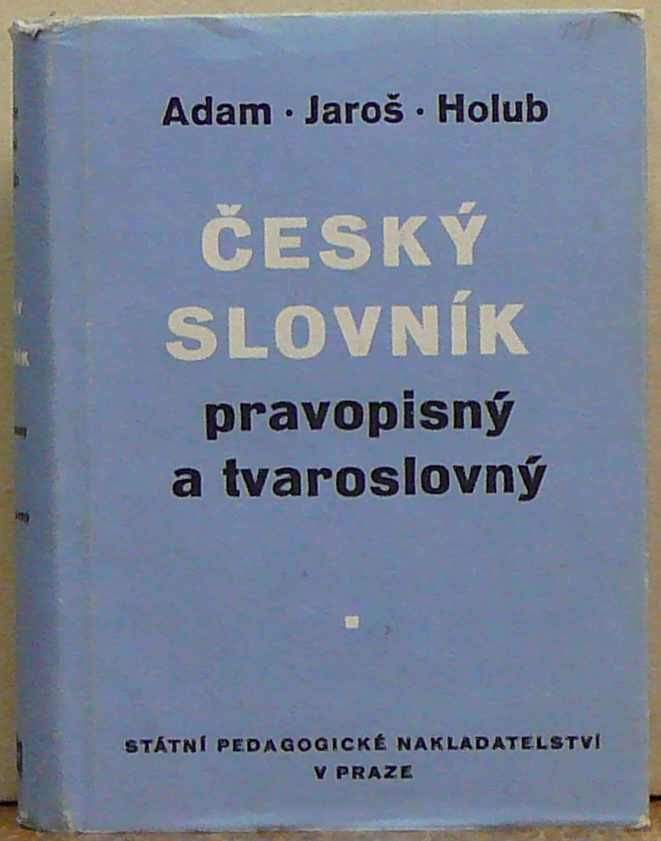 Adam · Jaroš · Holub
ČESKÝ
SLOVNÍK
pravopisný
a tvaroslovný
STÁTNÍ PEDAGOGICKÉ NAKLADATELSTVÍ
V PRAZE